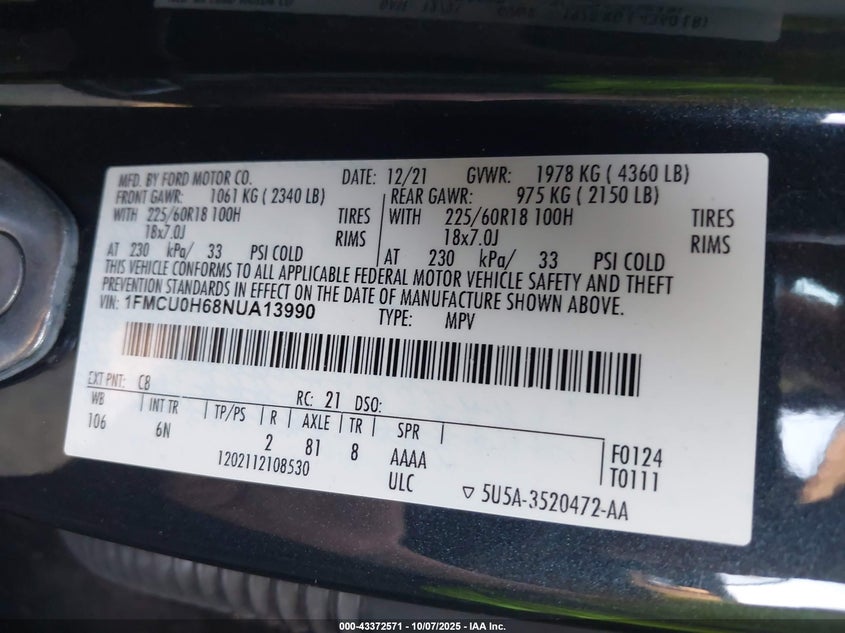 MFD. BY FORD MOTOR CO. DATE: 12/21 GVWR: 1978 KG ( 4360 LB)
FRONT GAWR: 1061 KG ( 2340 LB) REAR GAWR: 975 KG ( 2150 LB)
WITH 225/60R18 100H TIRES WITH 225/60R18 100H TIRES
18x7.0J RIMS 18x7.0J RIMS
AT 230 kPa/ 33 PSI COLD AT 230 kPa/ 33 PSI COLD
THIS VEHICLE CONFORMS TO ALL APPLICABLE FEDERAL MOTOR VEHICLE SAFETY AND THEFT
PREVENTION STANDARDS IN EFFECT ON THE DATE OF MANUFACTURE SHOWN ABOVE.
VIN: 1FMCU0H68NUA13990 TYPE: MPV
EXT PNT: C8 RC: 21 DSO:
WB INT TR TP/PS R AXLE TR SPR
106 6N 2 81 8 AAAA F0124
1202112108530 ULC T0111
5U5A-3520472-AA
000-43372571 | 10/07/2025 - IAA Inc.